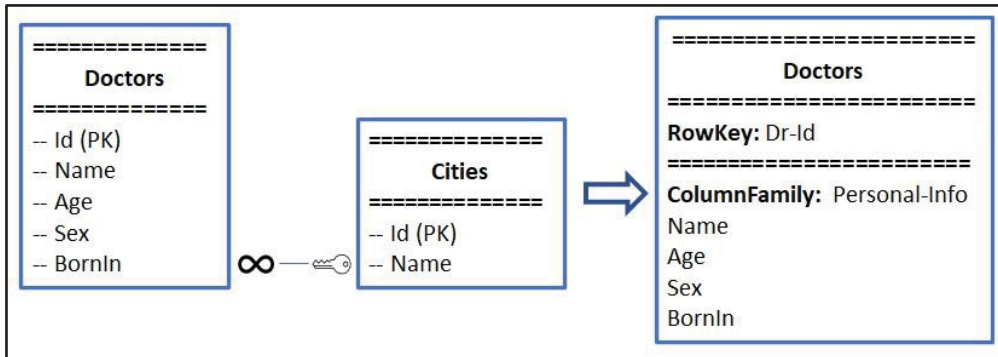 ==============
Doctors
==============
-- Id (PK)
-- Name
-- Age
-- Sex
-- BornIn
∞
==============
Cities
==============
-- Id (PK)
-- Name
========================
Doctors
========================
RowKey: Dr-Id
========================
ColumnFamily: Personal-Info
Name
Age
Sex
BornIn